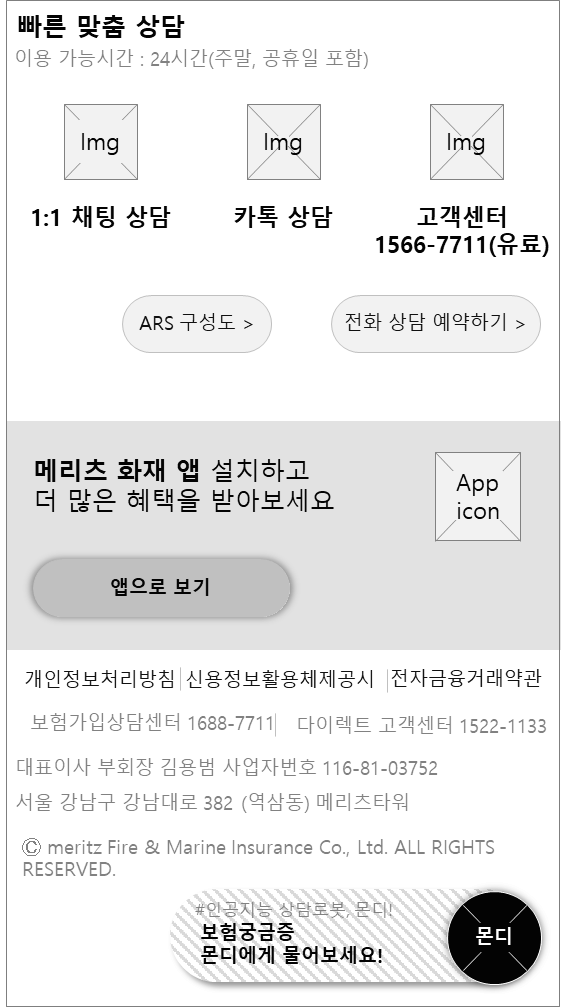 빠른 맞춤 상담
이용 가능시간 : 24시간(주말, 공휴일 포함)
Img
Img
Img
1:1 채팅 상담
카톡 상담
고객센터
1566-7711(유료)
ARS 구성도 >
전화 상담 예약하기 >
메리츠 화재 앱 설치하고
더 많은 혜택을 받아보세요
App
icon
앱으로 보기
개인정보처리방침
신용정보활용체제공시
전자금융거래약관
보험가입상담센터 1688-7711
다이렉트 고객센터 1522-1133
대표이사 부회장 김용범 사업자번호 116-81-03752
서울 강남구 강남대로 382 (역삼동) 메리츠타워
Ⓒ meritz Fire & Marine Insurance Co., Ltd. ALL RIGHTS
RESERVED.
#인공지능 상담로봇, 몬디!
보험궁금증
몬디에게 물어보세요!
몬디